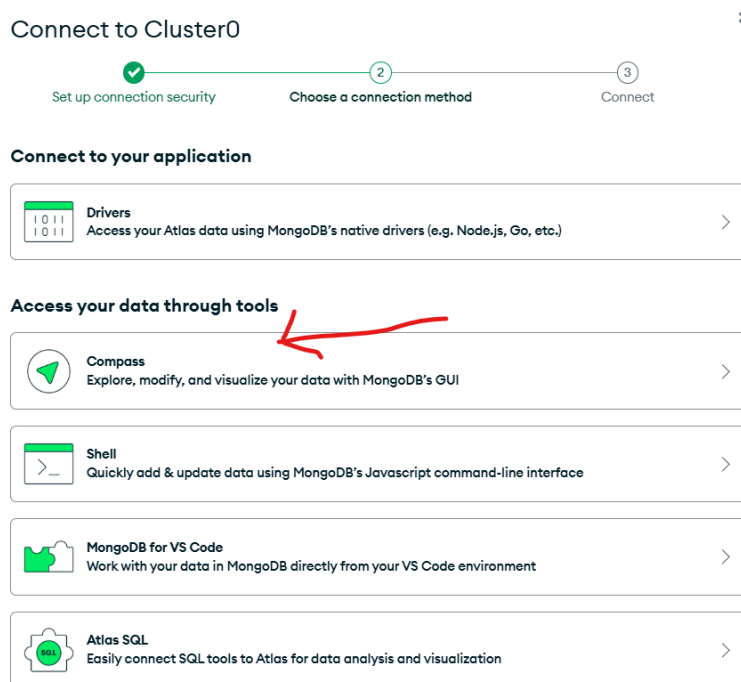 Connect to Cluster0
2
3
Set up connection security
Choose a connection method
Connect
Connect to your application
1011
1011
Drivers
Access your Atlas data using MongoDB's native drivers (e.g. Node.js, Go, etc.)
Access your data through tools
Compass
Explore, modify, and visualize your data with MongoDB's GUI
>_
Shell
Quickly add & update data using MongoDB's Javascript command-line interface
MongoDB for VS Code
Work with your data in MongoDB directly from your VS Code environment
SQL
Atlas SQL
Easily connect SQL tools to Atlas for data analysis and visualization